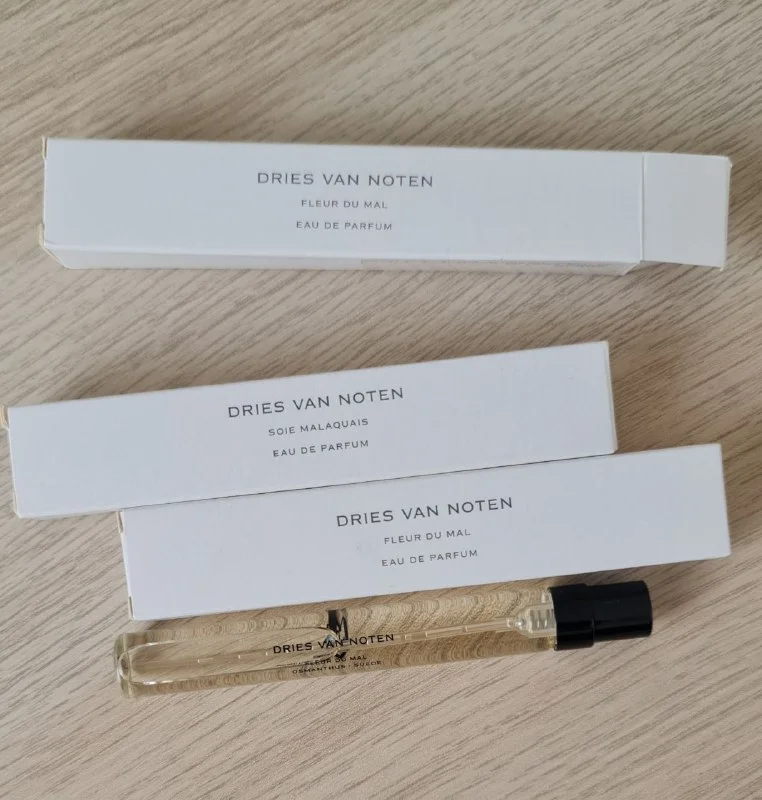 DRIES VAN NOTEN
FLEUR DU MAL
EAU DE PARFUM
DRIES VAN NOTEN
SOIE MALAQUAIS
EAU DE PARFUM
DRIES VAN NOTEN
FLEUR DU MAL
EAU DE PARFUM
DRIES VAN NOTEN
FLEUR DU MAL
OSMANTHUS | SUEDE